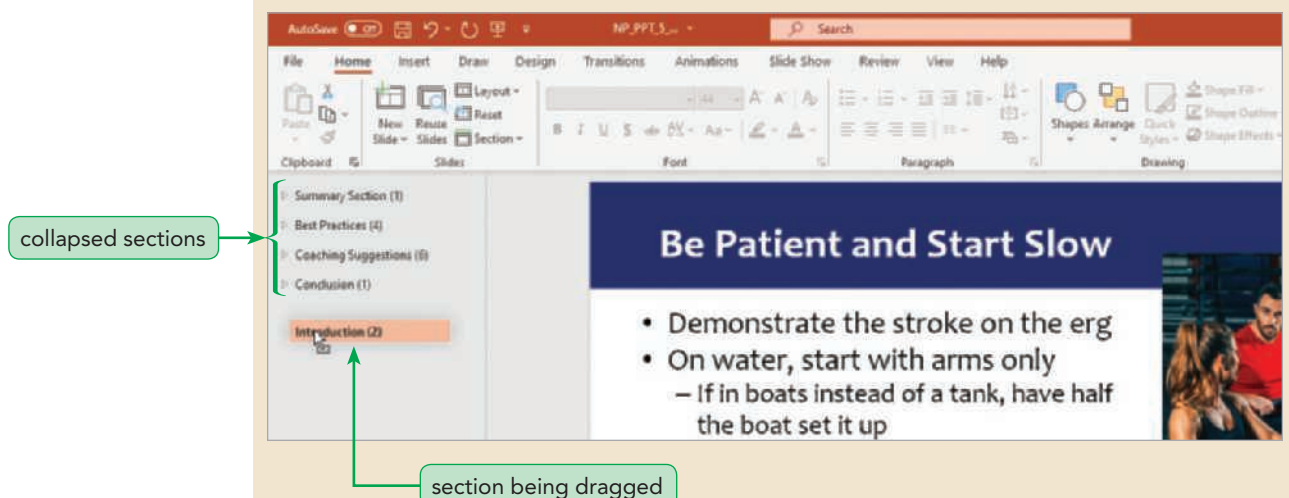 AutoSave Off NP_PPT_5_... Search
File Home Insert Draw Design Transitions Animations Slide Show Review View Help
Paste New Slide Reuse Slides Layout Reset Section 44 A A A Shapes Arrange Quick Styles Shape Fill Shape Outline Shape Effects
B I U S ab AV Aa A
Clipboard Slides Font Paragraph Drawing
Summary Section (1)
Best Practices (4)
Coaching Suggestions (6)
Conclusion (1)
Introduction (2)
collapsed sections
Be Patient and Start Slow
• Demonstrate the stroke on the erg
• On water, start with arms only
– If in boats instead of a tank, have half
the boat set it up
section being dragged